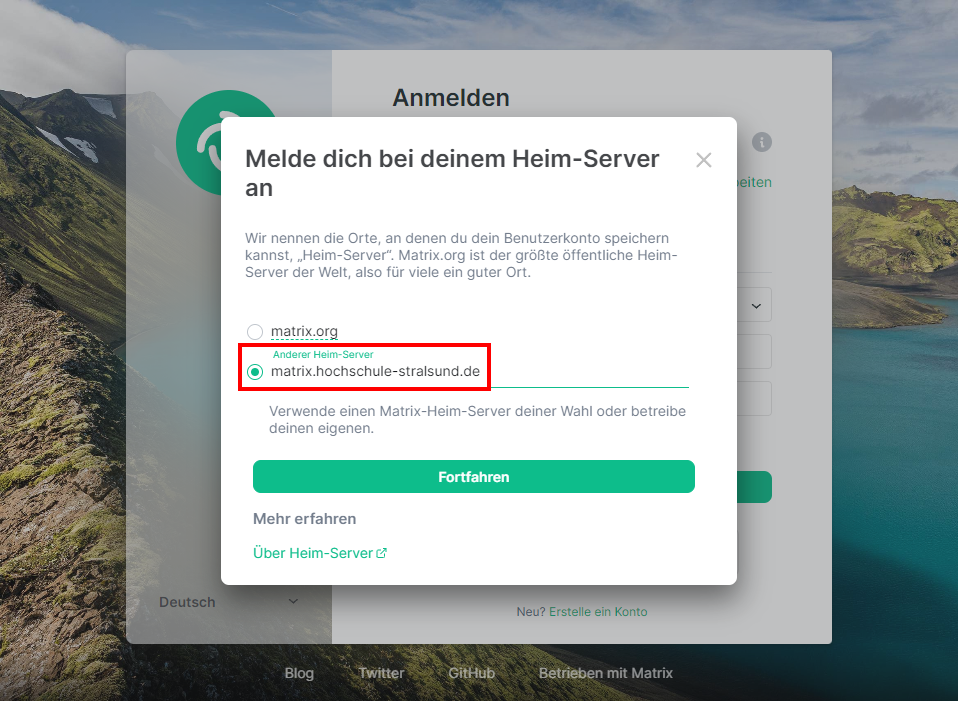 Anmelden
Melde dich bei deinem Heim-Server
an
Wir nennen die Orte, an denen du dein Benutzerkonto speichern
kannst, „Heim-Server“. Matrix.org ist der größte öffentliche Heim-
Server der Welt, also für viele ein guter Ort.
matrix.org
Anderer Heim-Server
matrix.hochschule-stralsund.de
Verwende einen Matrix-Heim-Server deiner Wahl oder betreibe
deinen eigenen.
Fortfahren
Mehr erfahren
Über Heim-Server
Deutsch
Neu? Erstelle ein Konto
Blog Twitter GitHub Betrieben mit Matrix